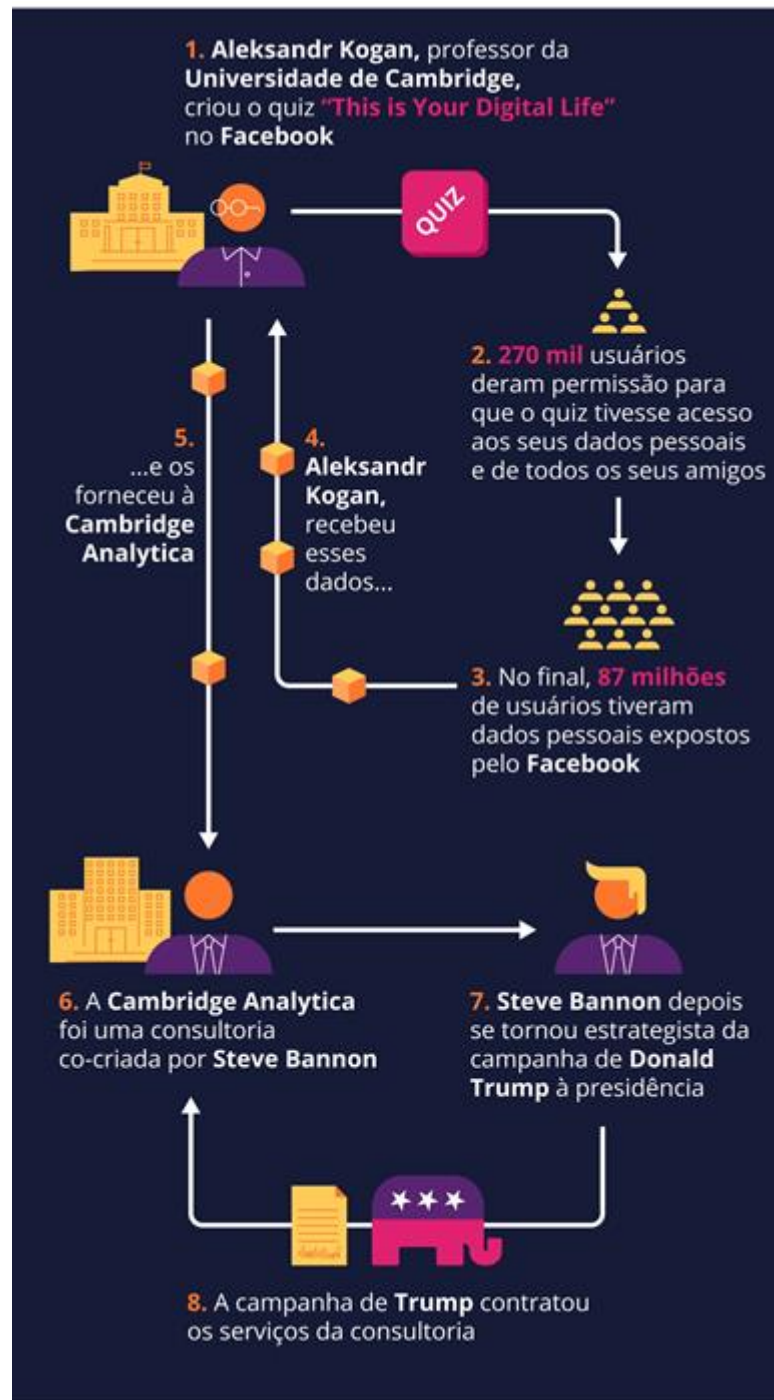 1. Aleksandr Kogan, professor da
Universidade de Cambridge,
criou o quiz “This is Your Digital Life”
no Facebook
QUIZ
2. 270 mil usuários
deram permissão para
que o quiz tivesse acesso
aos seus dados pessoais
e de todos os seus amigos
3. No final, 87 milhões
de usuários tiveram
dados pessoais expostos
pelo Facebook
4.
Aleksandr
Kogan,
recebeu
esses
dados...
5.
...e os
forneceu à
Cambridge
Analytica
6. A Cambridge Analytica
foi uma consultoria
co-criada por Steve Bannon
7. Steve Bannon depois
se tornou estrategista da
campanha de Donald
Trump à presidência
8. A campanha de Trump contratou
os serviços da consultoria